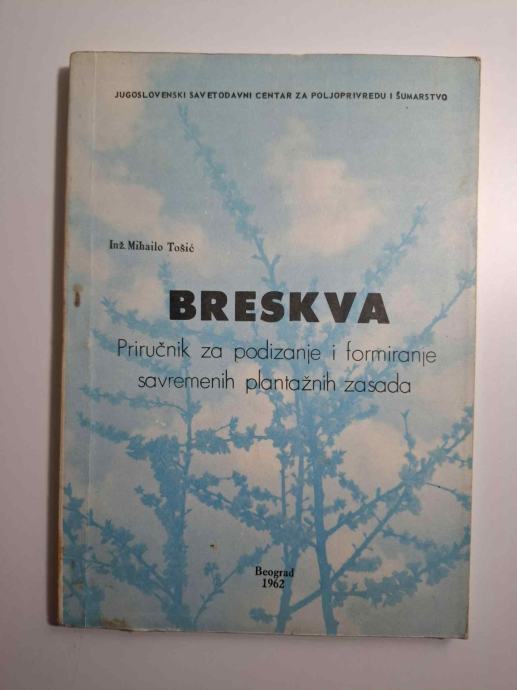 JUGOSLOVENSKI SAVETODAVNI CENTAR ZA POLJOPRIVREDU I ŠUMARSTVO
Inž. Mihailo Tošić
BRESKVA
Priručnik za podizanje i formiranje
savremenih plantažnih zasada
Beograd
1962